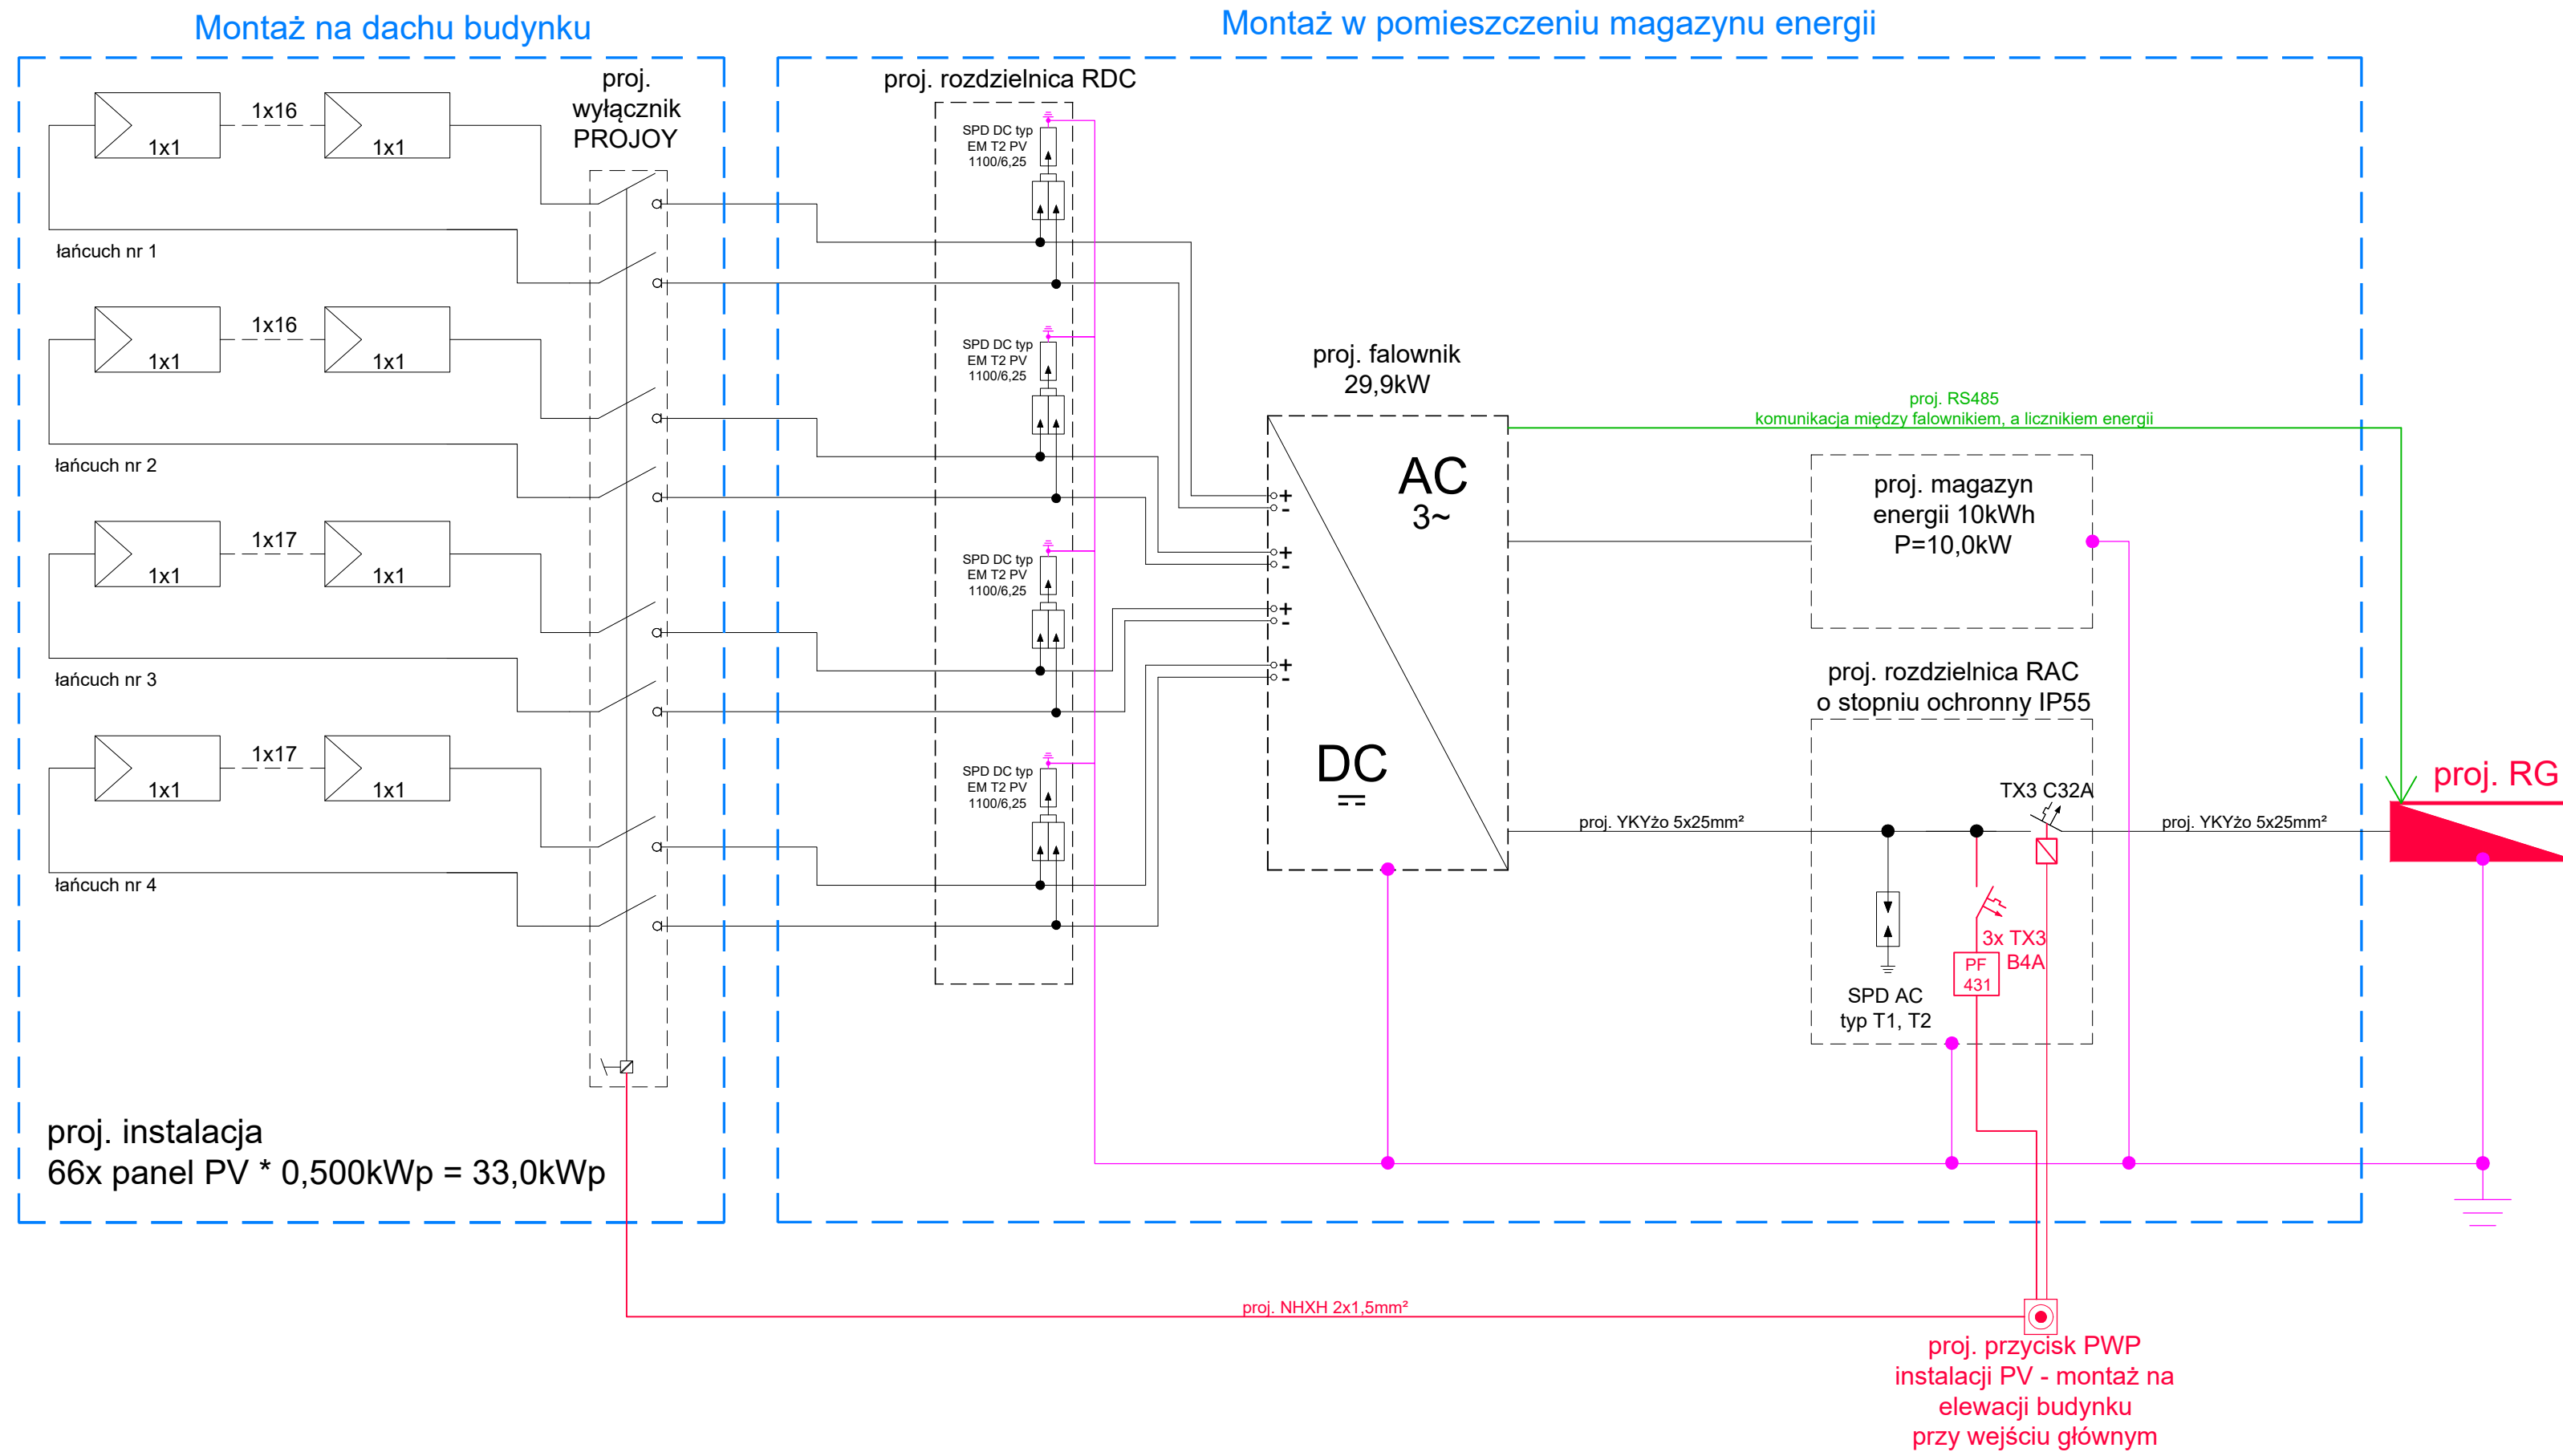 Montaż na dachu budynku
Montaż w pomieszczeniu magazynu energii
proj.
wyłącznik
PROJOY
proj. rozdzielnica RDC
1x1
1x16
1x1
łańcuch nr 1
1x1
1x16
1x1
łańcuch nr 2
1x1
1x17
1x1
łańcuch nr 3
1x1
1x17
1x1
łańcuch nr 4
proj. instalacja
66x panel PV * 0,500kWp = 33,0kWp
SPD DC typ
EM T2 PV
1100/6,25
SPD DC typ
EM T2 PV
1100/6,25
SPD DC typ
EM T2 PV
1100/6,25
SPD DC typ
EM T2 PV
1100/6,25
proj. falownik
29,9kW
AC
3~
DC
+
-
+
-
+
-
+
-
proj. RS485
komunikacja między falownikiem, a licznikiem energii
proj. magazyn
energii 10kWh
P=10,0kW
proj. rozdzielnica RAC
o stopniu ochronny IP55
TX3 C32A
proj. YKYżo 5x25mm²
proj. YKYżo 5x25mm²
proj. RG
3x TX3
B4A
PF
431
SPD AC
typ T1, T2
proj. NHXH 2x1,5mm²
proj. przycisk PWP
instalacji PV - montaż na
elewacji budynku
przy wejściu głównym